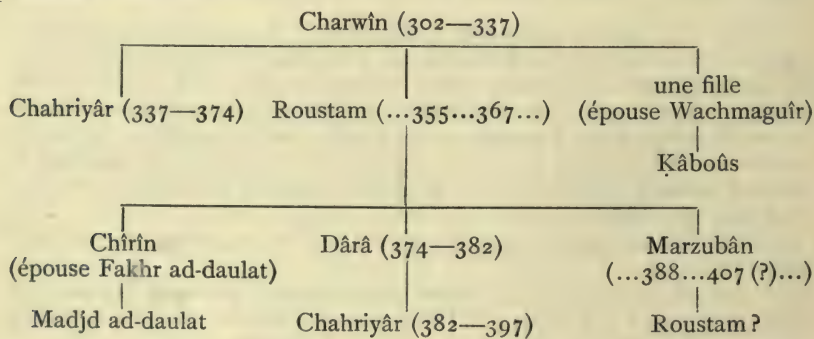 Charwîn (302—337)
Chahriyâr (337—374) Roustam (...355...367...) une fille
(épouse Wachmaguîr)
Ḳâboûs
Chîrîn Dârâ (374—382) Marzubân
(épouse Fakhr ad-daulat) (...388...407 (?)...)
Madjd ad-daulat Chahriyâr (382—397) Roustam?